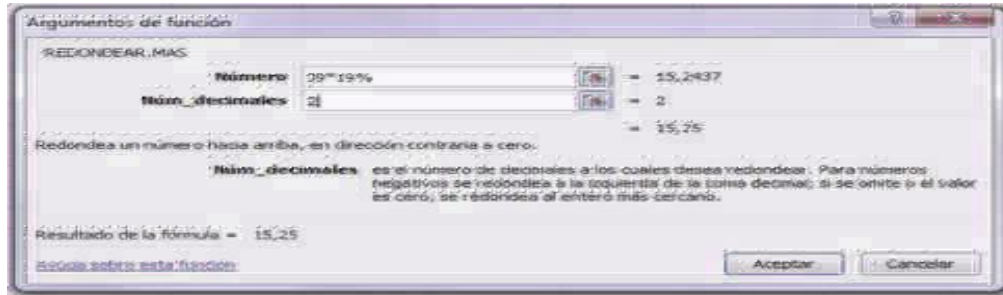 Argumentos de función
REDONDEAR.MAS
Número = 15,2437
Núm_decimales 2 = 2
= 15,25
Redondea un número hacia arriba, en dirección contraria a cero.
Núm_decimales es el número de decimales a los cuales desea redondear. Para números
negativos se redondea a la izquierda de la coma decimal; si se omite o el valor
es cero, se redondea al entero más cercano.
Resultado de la fórmula = 15,25
Ayuda sobre esta función
Aceptar
Cancelar